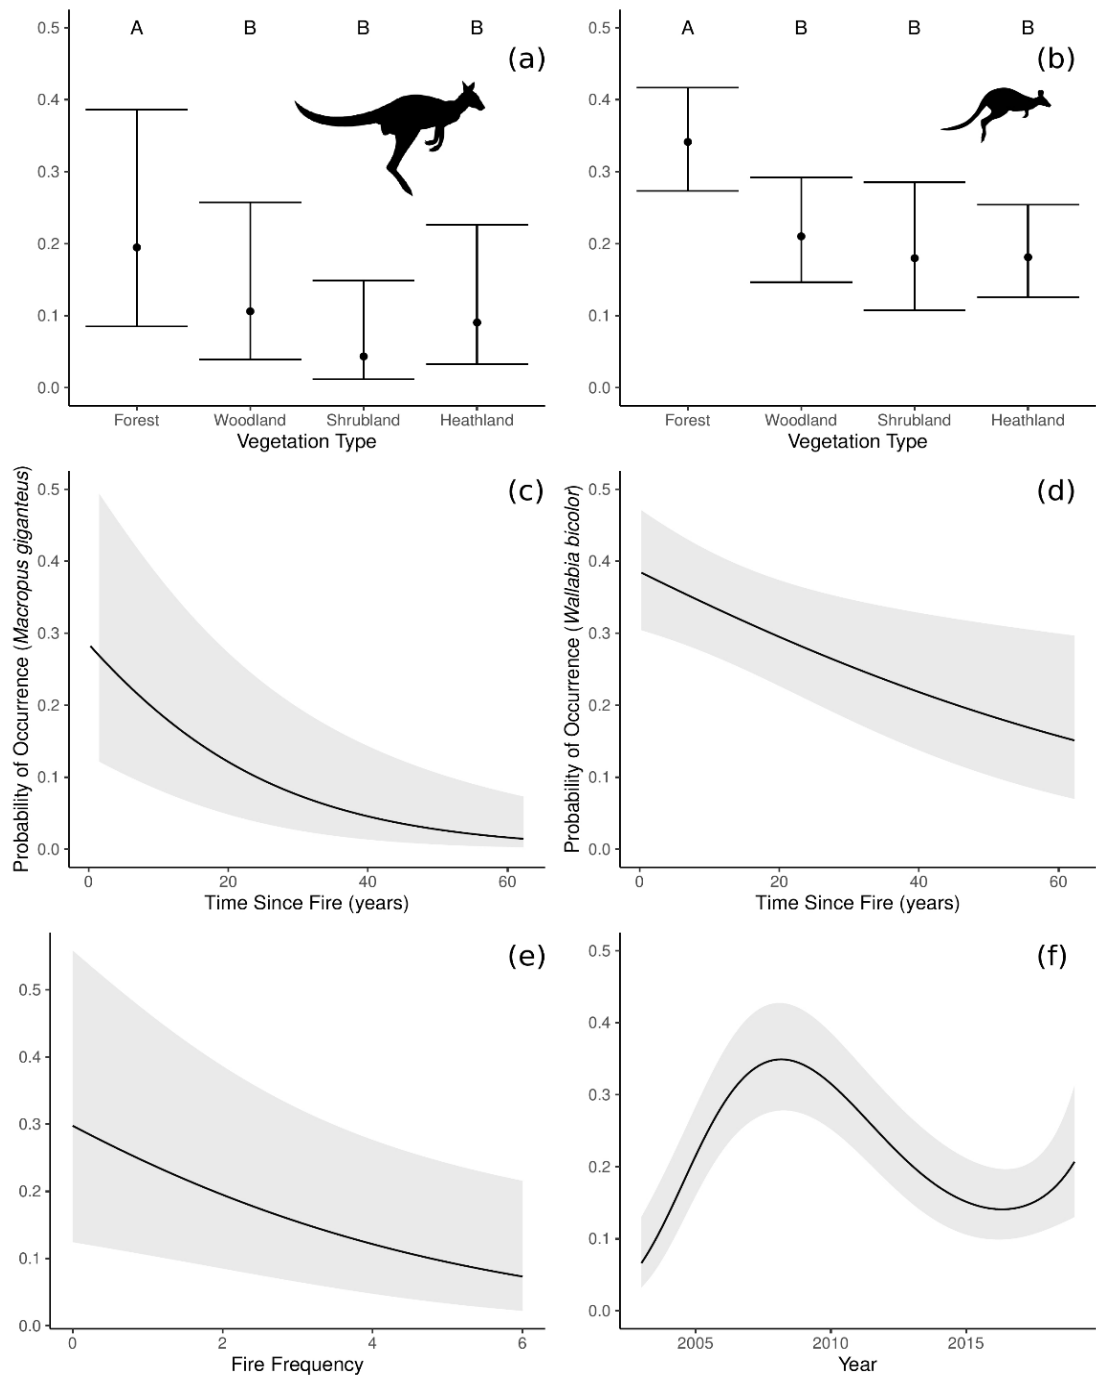 0.5
0.4
0.3
0.2
0.1
0.0
A B B B
(a)
Forest Woodland Shrubland Heathland
Vegetation Type
0.5
0.4
0.3
0.2
0.1
0.0
A B B B
(b)
Forest Woodland Shrubland Heathland
Vegetation Type
Probability of Occurrence (Macropus giganteus)
0.5
0.4
0.3
0.2
0.1
0.0
(c)
0 20 40 60
Time Since Fire (years)
Probability of Occurrence (Wallabia bicolor)
0.5
0.4
0.3
0.2
0.1
0.0
(d)
0 20 40 60
Time Since Fire (years)
0.5
0.4
0.3
0.2
0.1
0.0
(e)
0 2 4 6
Fire Frequency
0.5
0.4
0.3
0.2
0.1
0.0
(f)
2005 2010 2015
Year